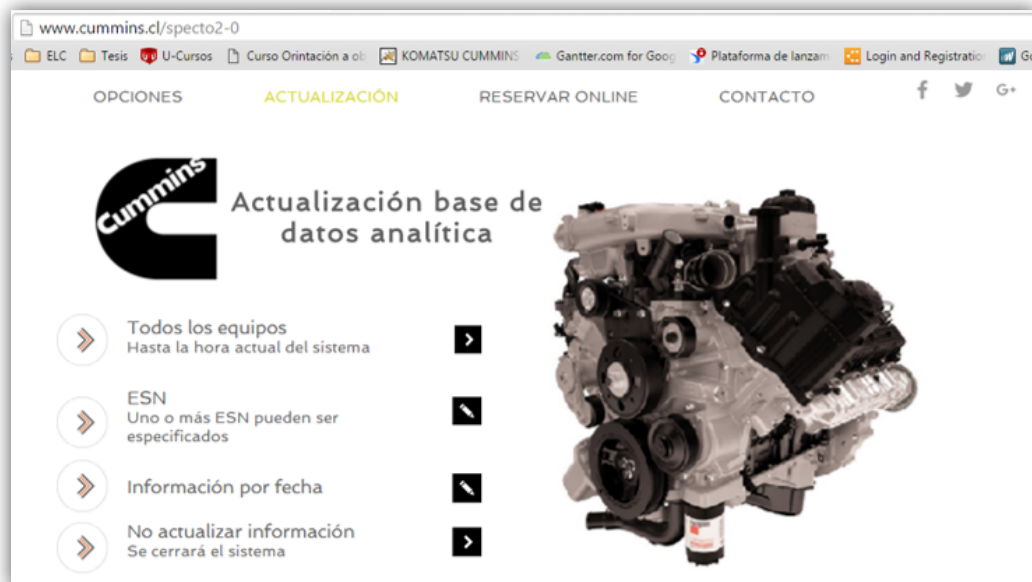 www.cummins.cl/specto2-0
ELC Tesis U-Cursos Curso Orintación a ob KOMATSU CUMMINS Gantter.com for Goog Plataforma de lanzam Login and Registration
OPCIONES ACTUALIZACIÓN RESERVAR ONLINE CONTACTO f G+
Cummins
Actualización base de
datos analítica
Todos los equipos
Hasta la hora actual del sistema
ESN
Uno o más ESN pueden ser
especificados
Información por fecha
No actualizar información
Se cerrará el sistema